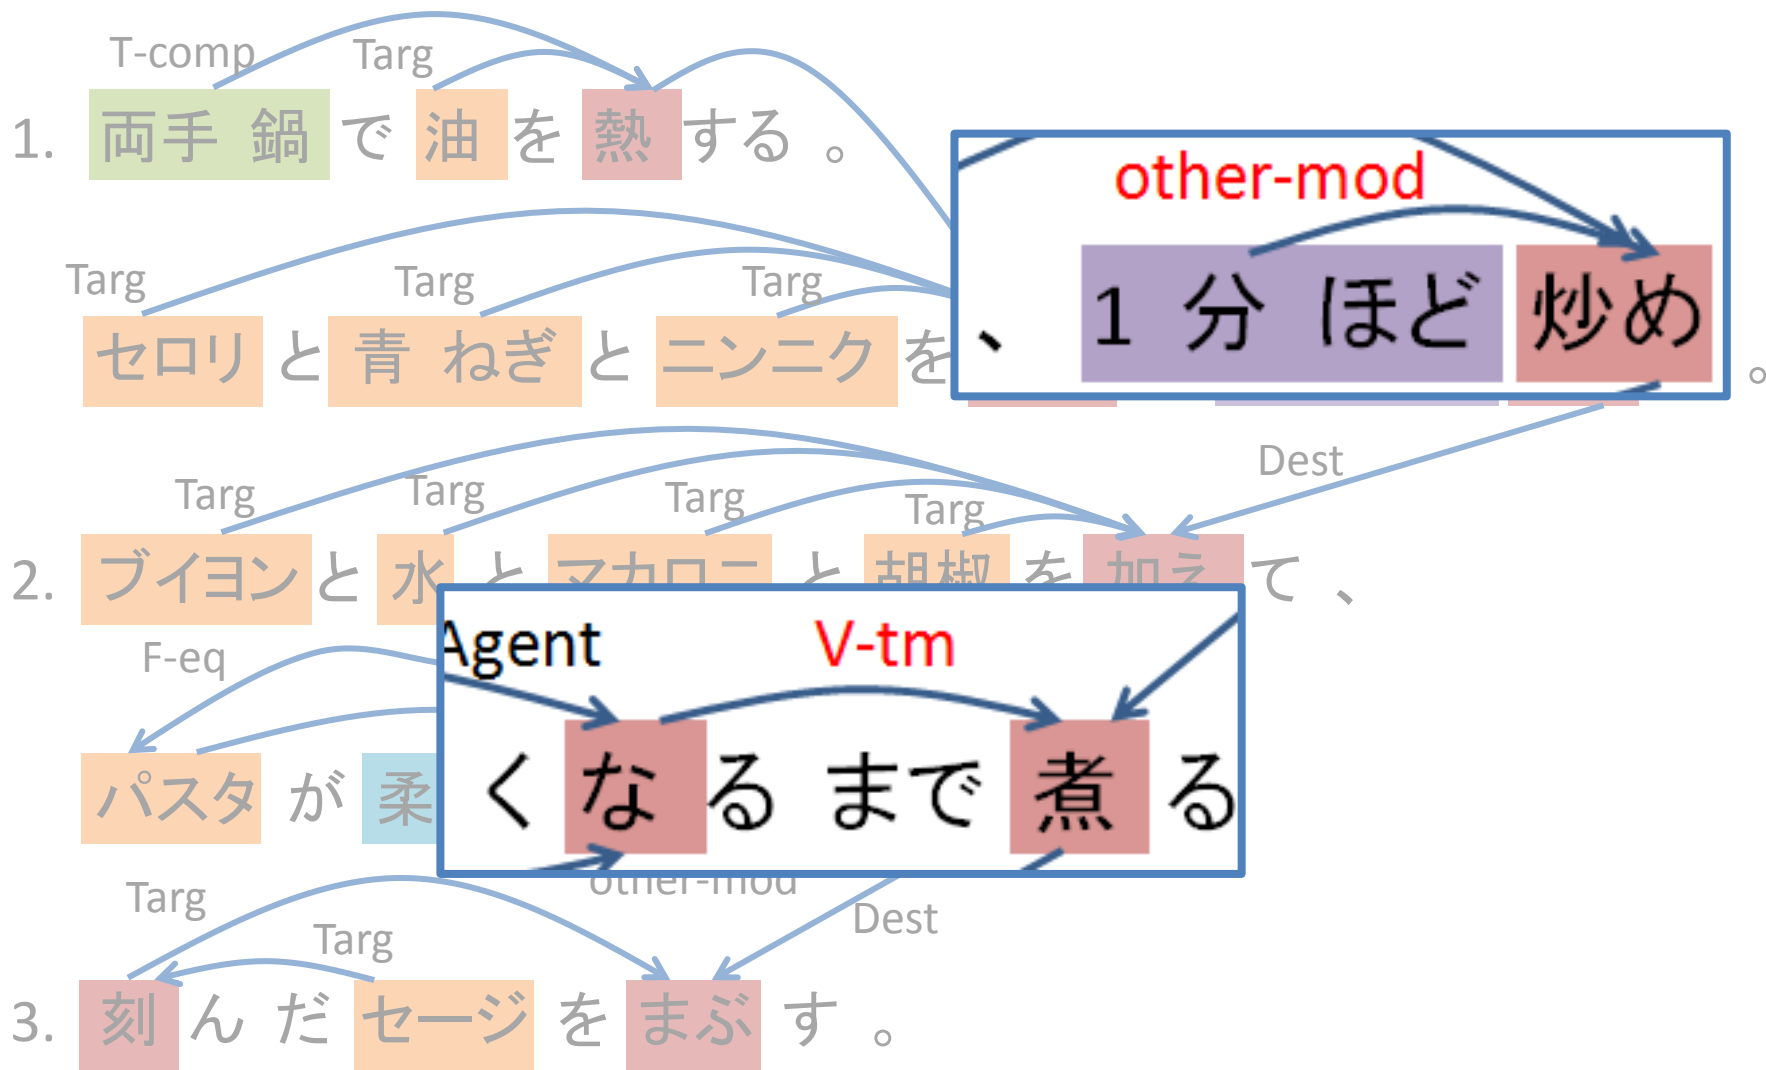 T-comp Targ
1. 両手 鍋 で 油 を 熱 する 。
other-mod
Targ Targ Targ
セロリ と 青 ねぎ と ニンニク を 、 1 分 ほど 炒め 。
Dest
Targ Targ Targ Targ
2. ブイヨン と 水 と マカロニ と 胡椒 を 加え て 、
F-eq Agent V-tm
パスタ が 柔 く な る まで 煮 る
other-mod
Targ Dest
Targ
3. 刻 ん だ セージ を まぶ す 。